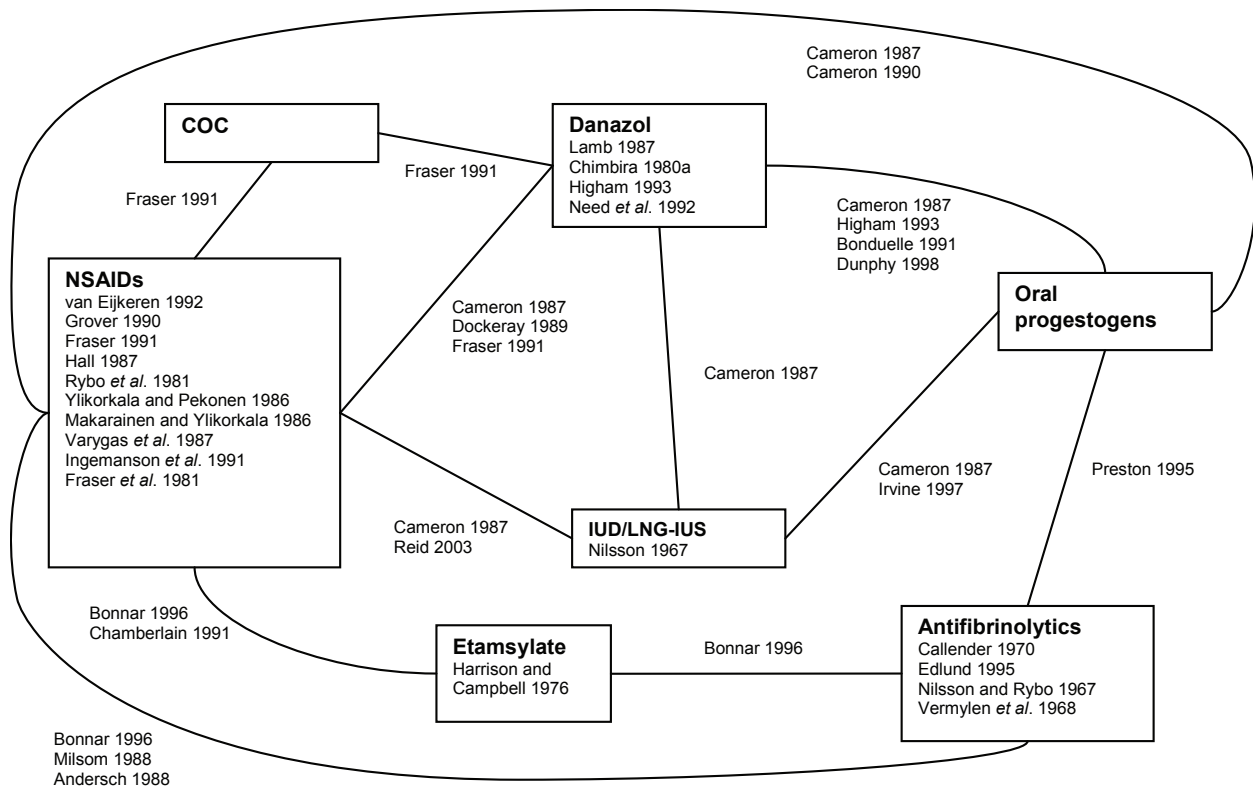 Cameron 1987
Cameron 1990
COC
Danazol
Lamb 1987
Chimbira 1980a
Higham 1993
Need et al. 1992
Fraser 1991
Fraser 1991
Cameron 1987
Higham 1993
Bonduelle 1991
Dunphy 1998
NSAIDs
van Eijkeren 1992
Grover 1990
Fraser 1991
Hall 1987
Rybo et al. 1981
Ylikorkala and Pekonen 1986
Makarainen and Ylikorkala 1986
Varygas et al. 1987
Ingemanson et al. 1991
Fraser et al. 1981
Cameron 1987
Dockeray 1989
Fraser 1991
Oral
progestogens
Cameron 1987
Cameron 1987
Irvine 1997
Preston 1995
Cameron 1987
Reid 2003
IUD/LNG-IUS
Nilsson 1967
Bonnar 1996
Chamberlain 1991
Etamsylate
Harrison and
Campbell 1976
Bonnar 1996
Antifibrinolytics
Callender 1970
Edlund 1995
Nilsson and Rybo 1967
Vermylen et al. 1968
Bonnar 1996
Milsom 1988
Andersch 1988